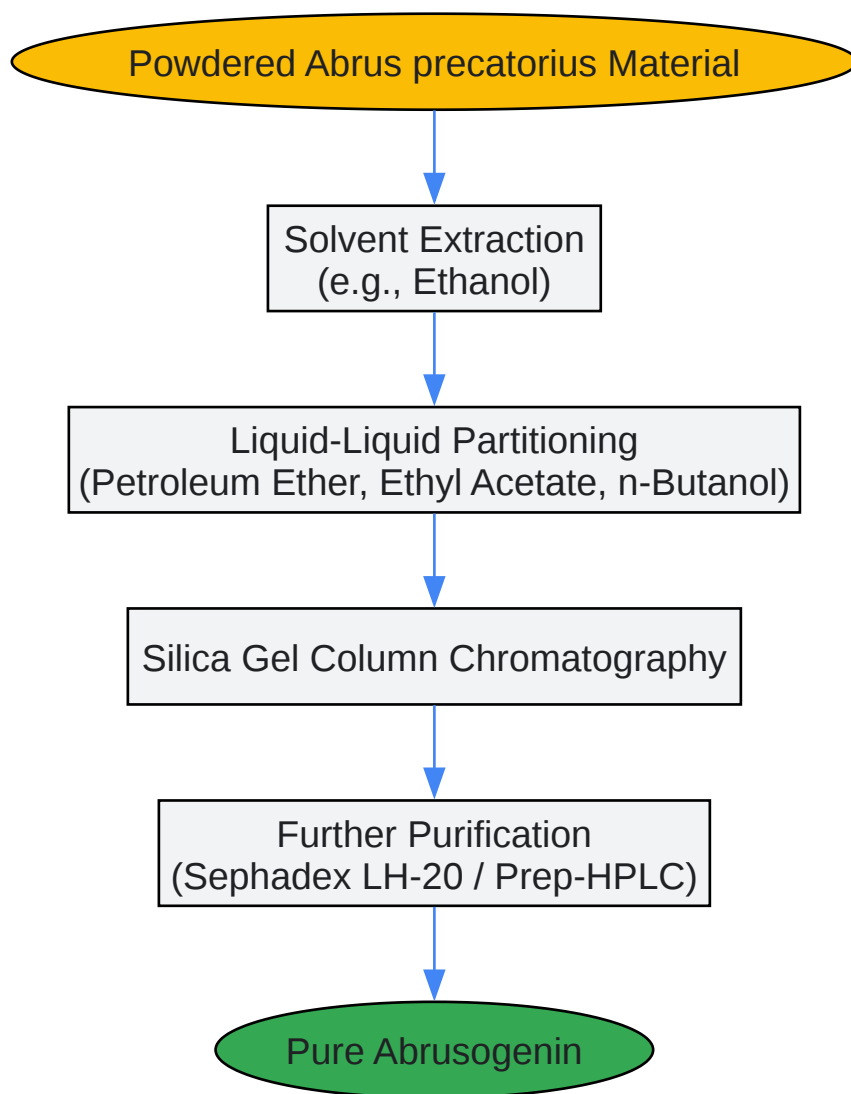 Powdered Abrus precatorius Material
Solvent Extraction
(e.g., Ethanol)
Liquid-Liquid Partitioning
(Petroleum Ether, Ethyl Acetate, n-Butanol)
Silica Gel Column Chromatography
Further Purification
(Sephadex LH-20 / Prep-HPLC)
Pure Abrusogenin